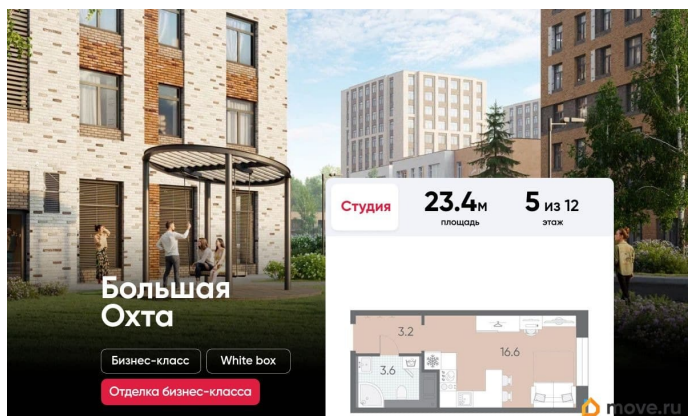 Студия
23.4м
площадь
5 из 12
этаж
Большая
Охта
Бизнес-класс
White box
Отделка бизнес-класса
3.2
16.6
3.6
move.ru